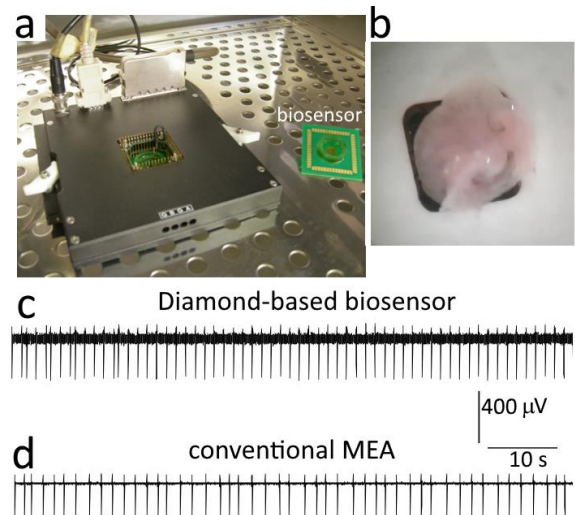 a
b
biosensor
c
Diamond-based biosensor
400 μV
10 s
d
conventional MEA